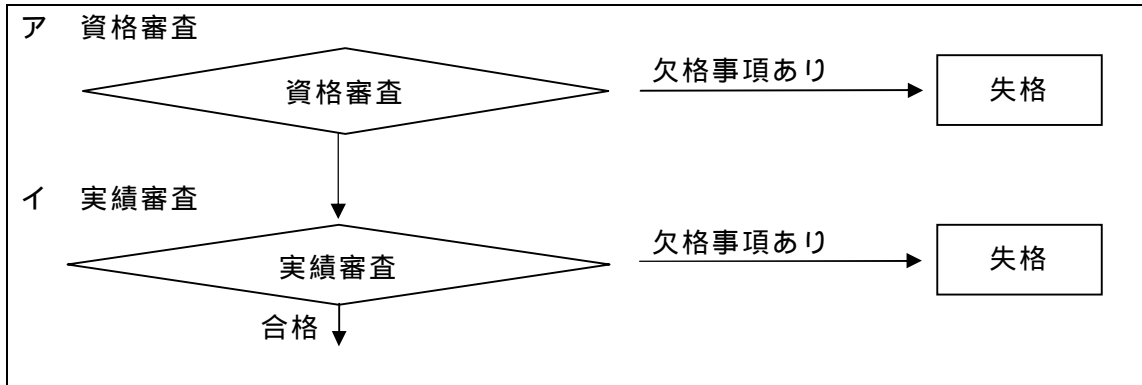 ア 資格審査
資格審査
欠格事項あり
失格
イ 実績審査
実績審査
欠格事項あり
失格
合格